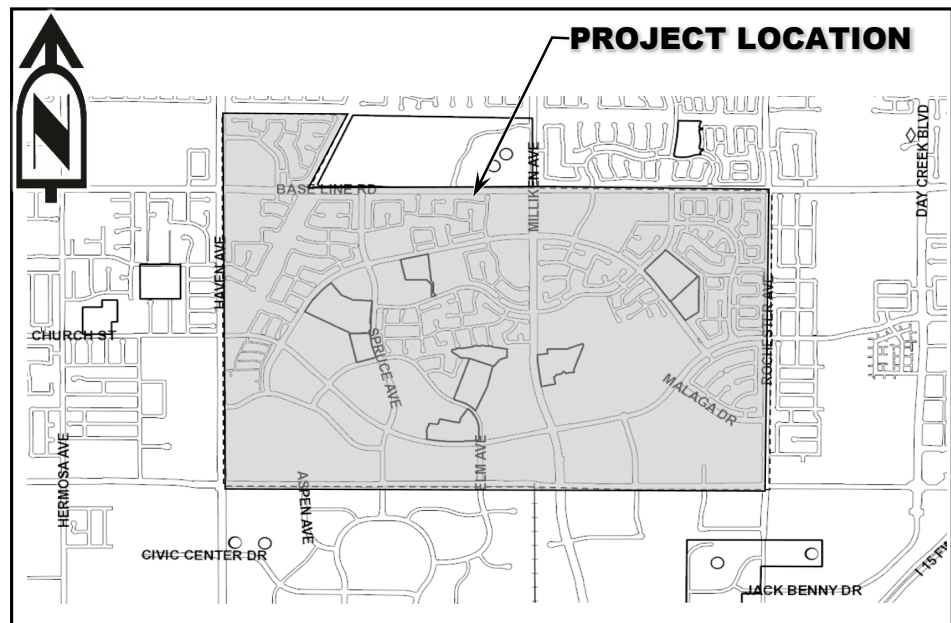 PROJECT LOCATION
N
BASE LINE RD
MILLIKEN AVE
DAY CREEK BLVD
HAVEN AVE
CHURCH ST
SPRUCE AVE
ROCHESTER AVE
MALAGA DR
HERMOSA AVE
ELM AVE
ASPEN AVE
CIVIC CENTER DR
I 15 FW
JACK BENNY DR